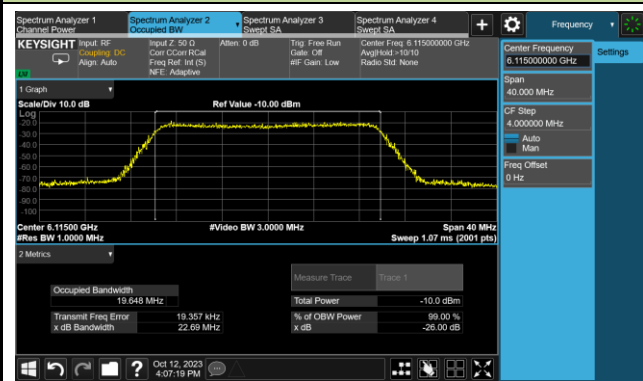 Spectrum Analyzer 1
Channel Power
Spectrum Analyzer 2
Occupied BW
Spectrum Analyzer 3
Swept SA
Spectrum Analyzer 4
Swept SA
+
Frequency
KEYSIGHT
Input: RF
Coupling: DC
Align: Auto
Input Z: 50 Ω
Corr CCorr RCal
Freq Ref: Int (S)
NFE: Adaptive
Atten: 0 dB
Trig: Free Run
Gate: Off
#IF Gain: Low
Center Freq: 6.115000000 GHz
Avg|Hold:>10/10
Radio Std: None
Center Frequency
6.115000000 GHz
Settings
Span
40.000 MHz
CF Step
4.000000 MHz
Auto
Man
Freq Offset
0 Hz
1 Graph
Scale/Div 10.0 dB
Ref Value -10.00 dBm
Log
-20.0
-30.0
-40.0
-50.0
-60.0
-70.0
-80.0
-90.0
-100
Center 6.11500 GHz
#Res BW 1.0000 MHz
#Video BW 3.0000 MHz
Span 40 MHz
Sweep 1.07 ms (2001 pts)
2 Metrics
Measure Trace
Trace 1
Occupied Bandwidth
19.648 MHz
Total Power
-10.0 dBm
Transmit Freq Error
19.357 kHz
% of OBW Power
99.00 %
x dB Bandwidth
22.69 MHz
x dB
-26.00 dB
?
Oct 12, 2023
4:07:19 PM